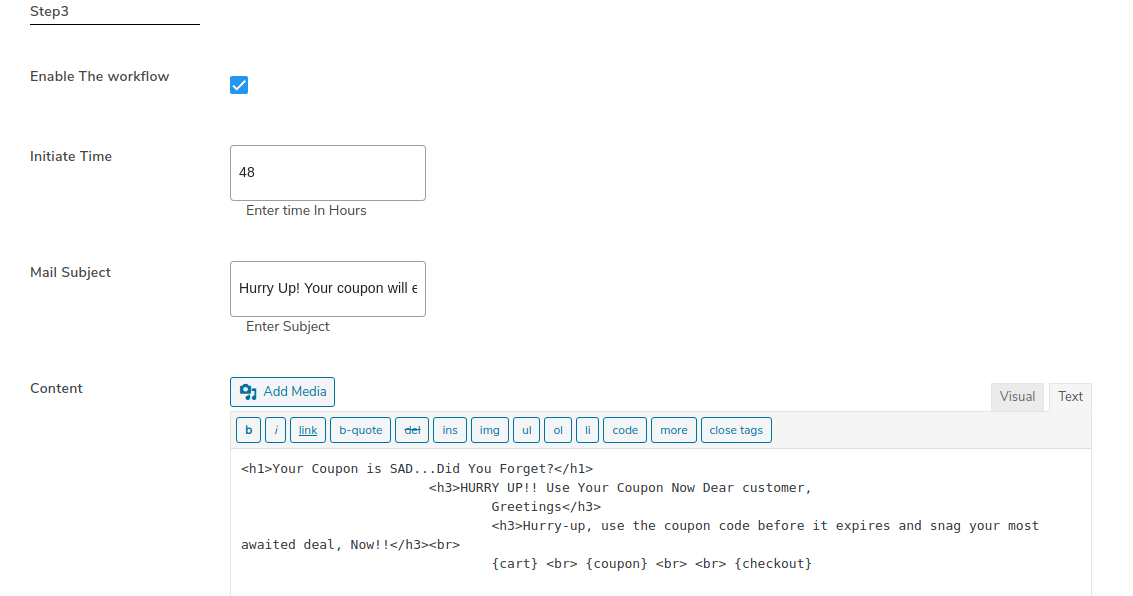 Step3
Enable The workflow
Initiate Time
48
Enter time In Hours
Mail Subject
Hurry Up! Your coupon will e
Enter Subject
Content
Add Media
Visual Text
b i link b-quote del ins img ul ol li code more close tags
<h1>Your Coupon is SAD...Did You Forget?</h1>
<h3>HURRY UP!! Use Your Coupon Now Dear customer,
Greetings</h3>
<h3>Hurry-up, use the coupon code before it expires and snag your most
awaited deal, Now!!</h3><br>
{cart} <br> {coupon} <br> <br> {checkout}